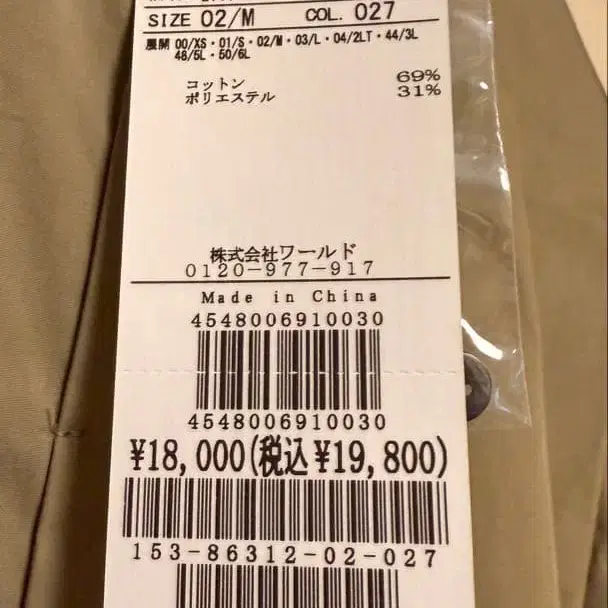 SIZE 02/M COL. 027
展開 00/XS・01/S・02/M・03/L・04/2LT・44/3L
48/5L・50/6L
コットン 69%
ポリエステル 31%
株式会社ワールド
0120-977-917
Made in China
4548006910030
4548006910030
¥18,000(税込¥19,800)
153-86312-02-027